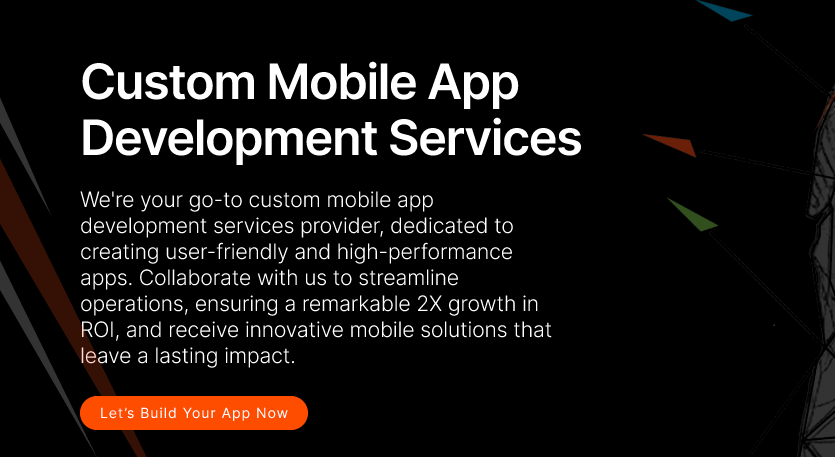 Custom Mobile App
Development Services
We're your go-to custom mobile app
development services provider, dedicated to
creating user-friendly and high-performance
apps. Collaborate with us to streamline
operations, ensuring a remarkable 2X growth in
ROI, and receive innovative mobile solutions that
leave a lasting impact.
Let's Build Your App Now